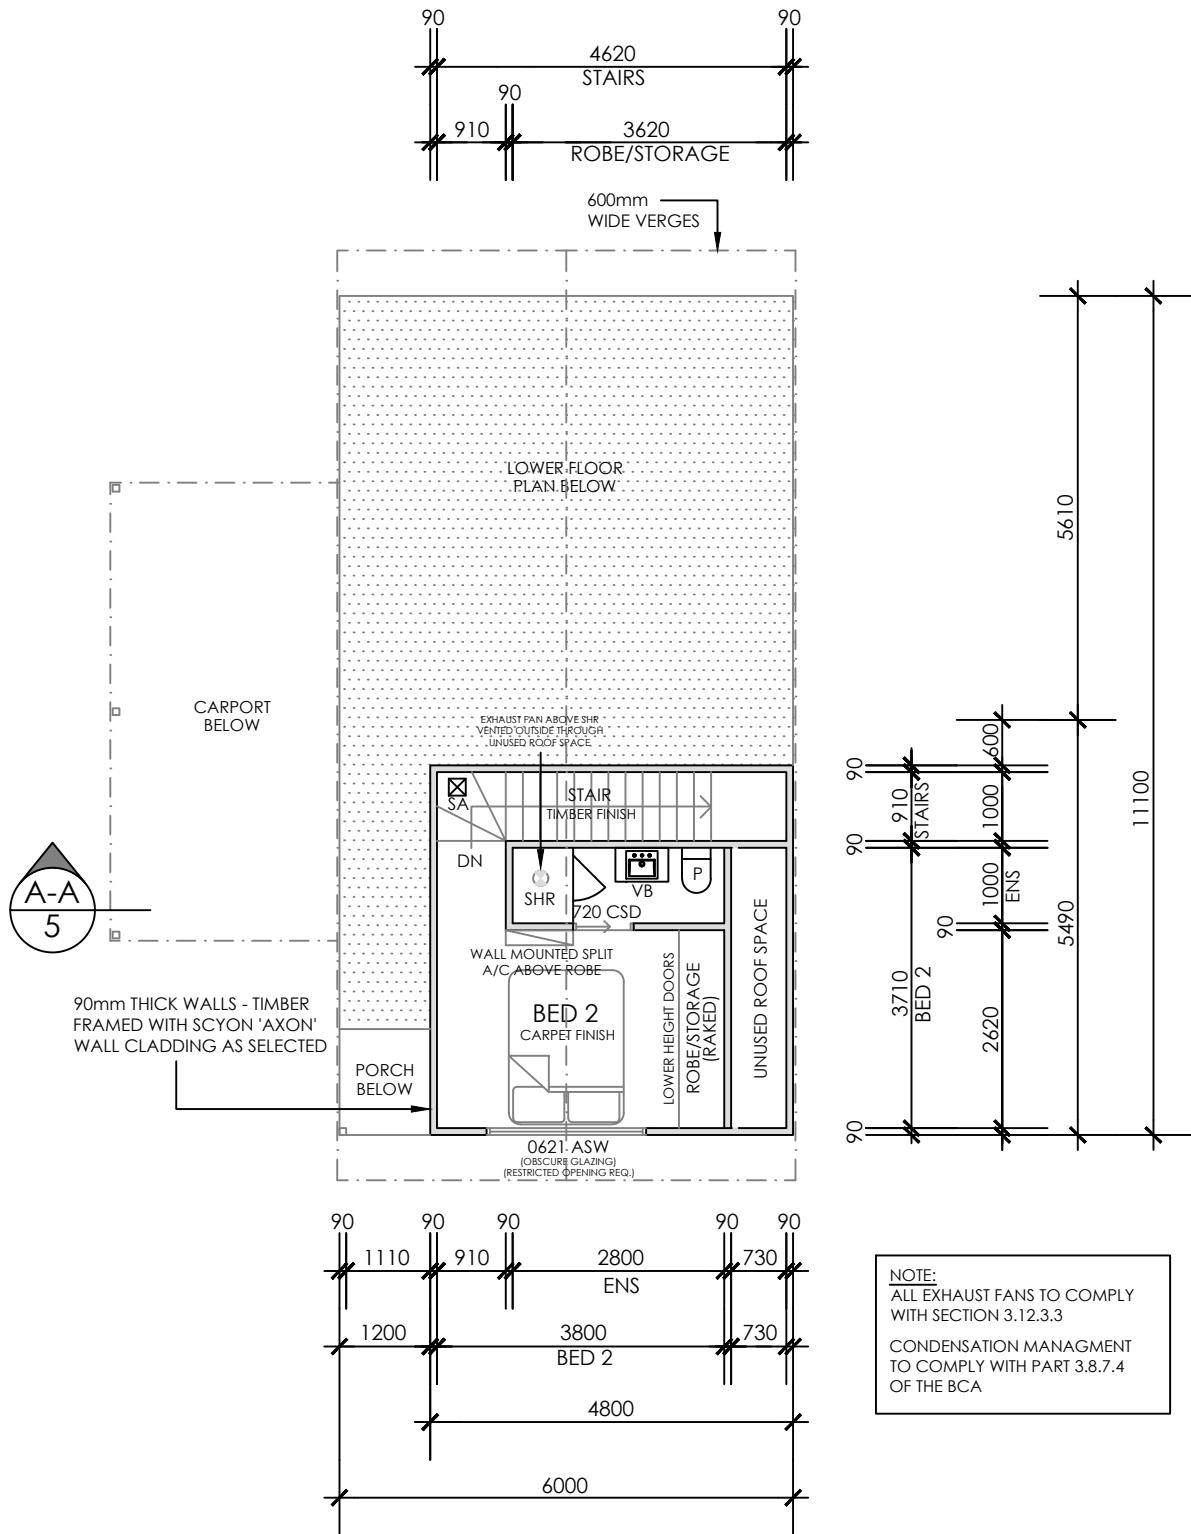 90
90
4620
STAIRS
90
910
3620
ROBE/STORAGE
600mm
WIDE VERGES
LOWER FLOOR
PLAN BELOW
5610
CARPORT
BELOW
EXHAUST FAN ABOVE SHR
VENTED OUTSIDE THROUGH
UNUSED ROOF SPACE
600
90
SA
STAIR
TIMBER FINISH
910
STAIRS
1000
11100
DN
90
P
VB
SHR
1000
ENS
A-A
5
720 CSD
90
5490
WALL MOUNTED SPLIT
A/C ABOVE ROBE
LOWER HEIGHT DOORS
ROBE/STORAGE
(RAKED)
UNUSED ROOF SPACE
3710
BED 2
2620
90mm THICK WALLS - TIMBER
FRAMED WITH SCYON 'AXON'
WALL CLADDING AS SELECTED
BED 2
CARPET FINISH
PORCH
BELOW
90
0621 ASW
(OBSCURE GLAZING)
(RESTRICTED OPENING REQ.)
90
90
90
90
90
1110
910
2800
730
ENS
1200
3800
730
BED 2
4800
6000
NOTE:
ALL EXHAUST FANS TO COMPLY
WITH SECTION 3.12.3.3
CONDENSATION MANAGMENT
TO COMPLY WITH PART 3.8.7.4
OF THE BCA